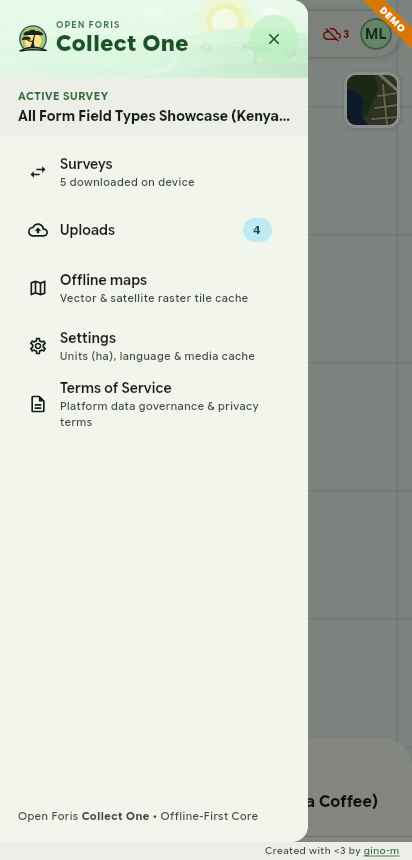 OPEN FORIS
Collect One
3
ML
DEMO
ACTIVE SURVEY
All Form Field Types Showcase (Kenya...
Surveys
5 downloaded on device
Uploads
4
Offline maps
Vector & satellite raster tile cache
Settings
Units (ha), language & media cache
Terms of Service
Platform data governance & privacy
terms
a Coffee)
Open Foris Collect One • Offline-First Core
Created with <3 by gino-m